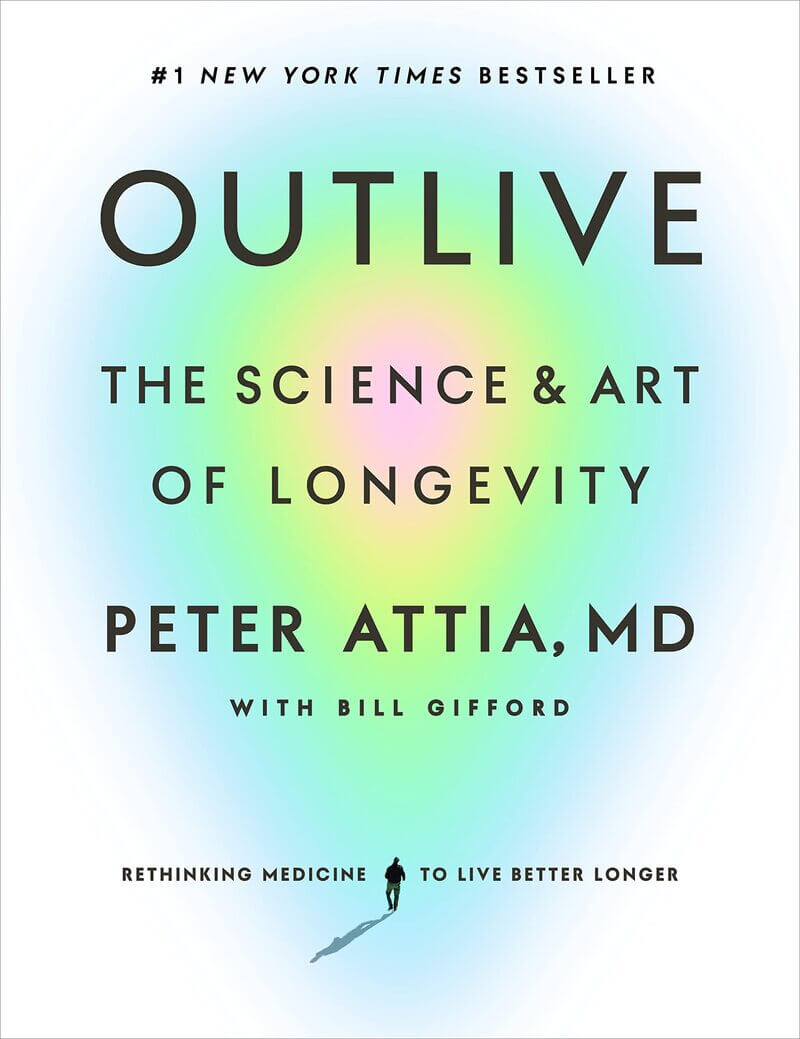 #1 NEW YORK TIMES BESTSELLER
OUTLIVE
THE SCIENCE & ART
OF LONGEVITY
PETER ATTIA, MD
WITH BILL GIFFORD
RETHINKING MEDICINE TO LIVE BETTER LONGER